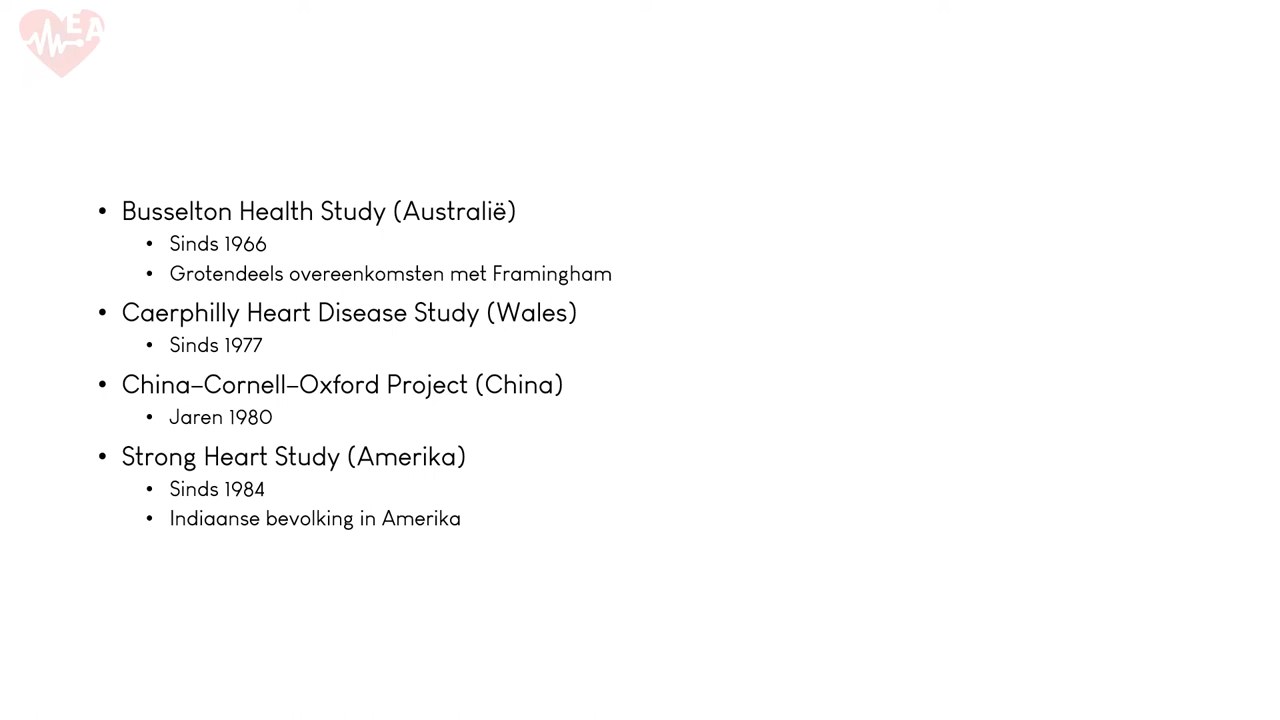 EA
• Busselton Health Study (Australië)
• Sinds 1966
• Grotendeels overeenkomsten met Framingham
• Caerphilly Heart Disease Study (Wales)
• Sinds 1977
• China–Cornell–Oxford Project (China)
• Jaren 1980
• Strong Heart Study (Amerika)
• Sinds 1984
• Indiaanse bevolking in Amerika